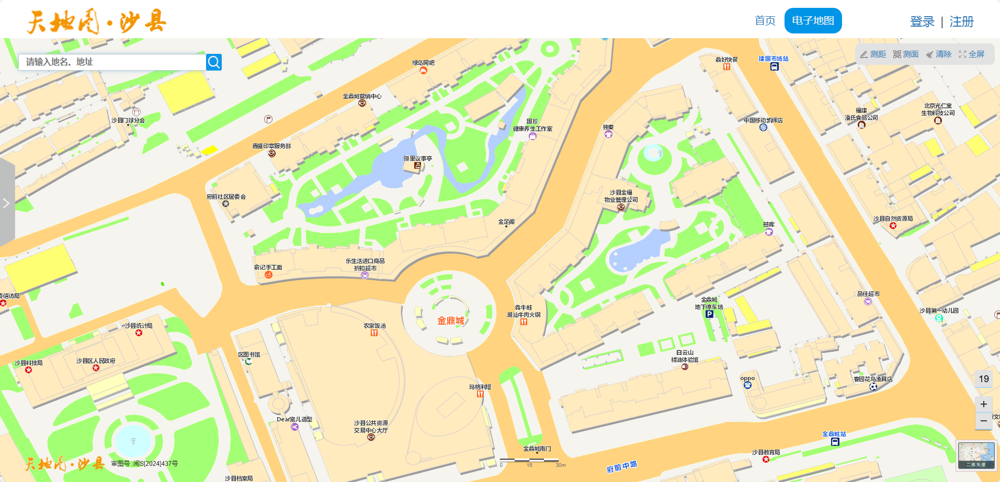 天地图·沙县
首页
电子地图
登录 | 注册
请输入地名、地址
测距
测面
清除
全屏
绿岛网吧
鼎好快餐
建国市场站
金鼎城营销中心
沙县门球分会
国珍
健康养生工作室
独奏
中国移动凯辉店
福建
潘氏食品公司
北京光仁堂
生物科技公司
鑫盛印章服务部
领里议事亭
府前社区居委会
沙县金福
物业管理公司
金足阁
囍库
沙县自然资源局
乐生活进口商品
折扣超市
俞记手工面
委信访局
犇牛蛙
潮汕牛肉火锅
金鼎城
地下停车场
P
品佳超市
沙县第一幼儿园
金鼎城
农家饭汤
沙县统计局
沙县科技局
沙县区人民政府
区图书馆
白云山
精油体验馆
oppo
春园花鸟渔具店
19
+
−
玛格利塔
Dear宠儿造型
沙县公共资源
交易中心大厅
金鼎城南门
金鼎城站
沙县教育局
天地图·沙县
审图号:闽S[2024]437号
0 15 30m
府前中路
沙县档案局
二维矢量